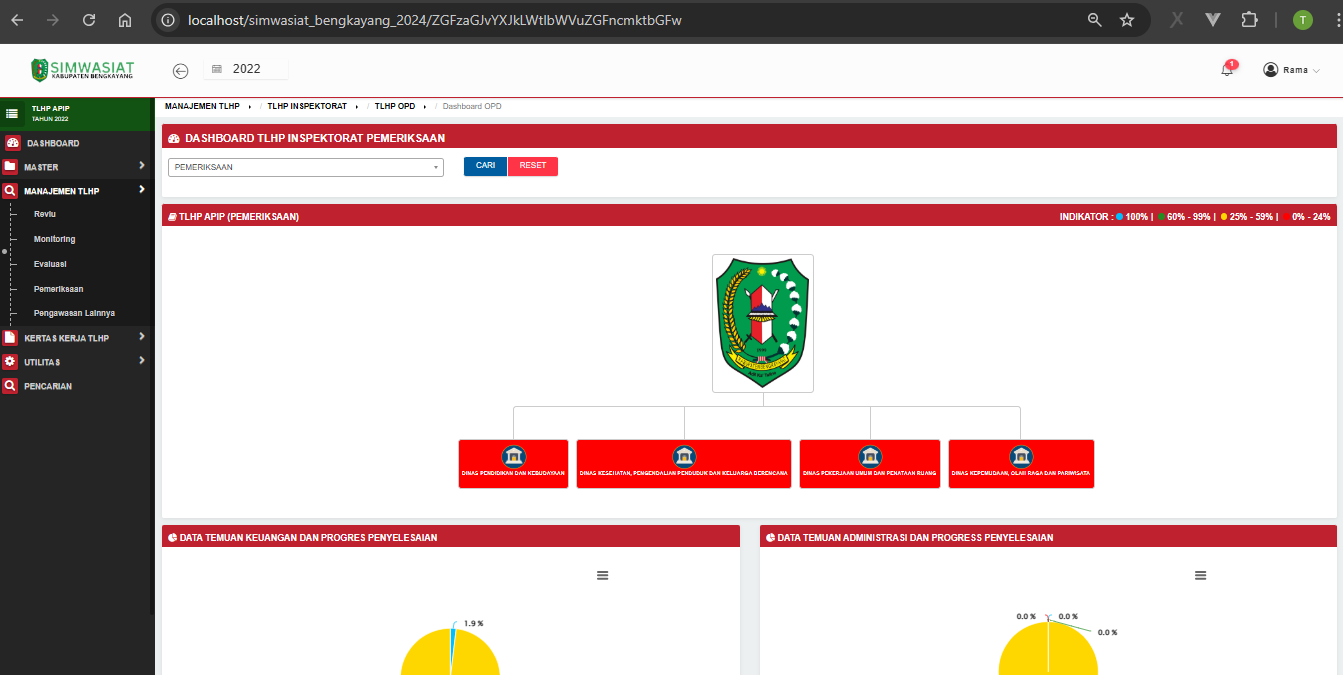 localhost/simwasiat_bengkayang_2024/ZGFzaGJvYXJkLWtlbWVuZGFncmktbGFw
T
SIMWASIAT
KABUPATEN BENGKAYANG
2022
1
Rama
TLHP APIP
TAHUN 2022
DASHBOARD
MASTER
MANAJEMEN TLHP
Reviu
Monitoring
Evaluasi
Pemeriksaan
Pengawasan Lainnya
KERTAS KERJA TLHP
UTILITAS
PENCARIAN
MANAJEMEN TLHP / TLHP INSPEKTORAT / TLHP OPD / Dashboard OPD
DASHBOARD TLHP INSPEKTORAT PEMERIKSAAN
PEMERIKSAAN
CARI
RESET
TLHP APIP (PEMERIKSAAN)
INDIKATOR : 100% | 60% - 99% | 25% - 59% | 0% - 24%
DINAS PENDIDIKAN DAN KEBUDAYAAN
DINAS KESEHATAN, PENGENDALIAN PENDUDUK DAN KELUARGA BERENCANA
DINAS PEKERJAAN UMUM DAN PENATAAN RUANG
DINAS KEPEMUDAAN, OLAH RAGA DAN PARIWISATA
DATA TEMUAN KEUANGAN DAN PROGRES PENYELESAIAN
1.9 %
DATA TEMUAN ADMINISTRASI DAN PROGRESS PENYELESAIAN
0.0 %
0.0 %
0.0 %